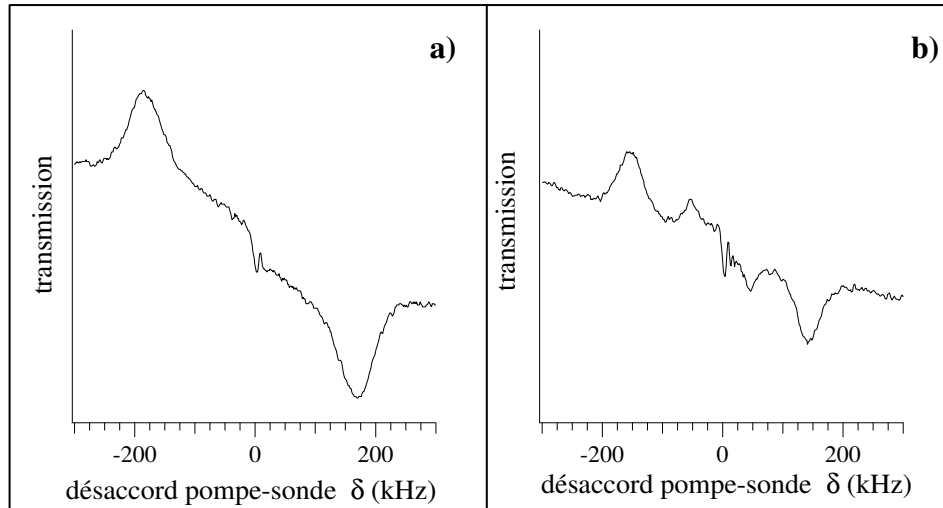 a)
transmission
-200 0 200
désaccord pompe-sonde δ (kHz)
b)
transmission
-200 0 200
désaccord pompe-sonde δ (kHz)